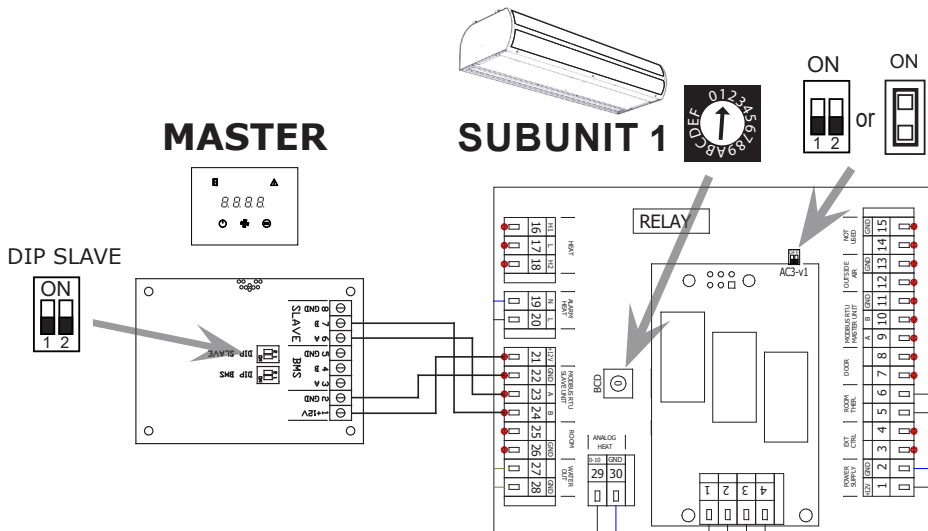 ON
ON
MASTER
SUBUNIT 1
0123456789ABCDEF
1 2
or
8.8.8.8.
DIP SLAVE
ON
1 2
RELAY
AC3-v1
8 GND
7 B
6 A
SLAVE
5 GND
4 B
3 A
BMS
2 GND
1 +12V
DIP SLAVE
DIP BMS
16 H1
17 L
18 H2
HEAT
19 N
20 L
ALARM
HEAT
21 H2V
22 GND
23 A
24 B
MODBUS RTU
SLAVE UNIT
25
26 GND
ROOM
27
28 GND
WATER
OUT
BCD
0
ANALOG
HEAT
0-10 GND
29 30
1 2 3 4
NOT
USED
GND 15
14
OUTSIDE
AIR
GND 13
12
MODBUS RTU
MASTER UNIT
GND 11
B 10
A 9
DOOR
8
7
ROOM
THER.
6
5
EXT
CTRL
4
3
POWER
SUPPLY
GND 2
H2V 1